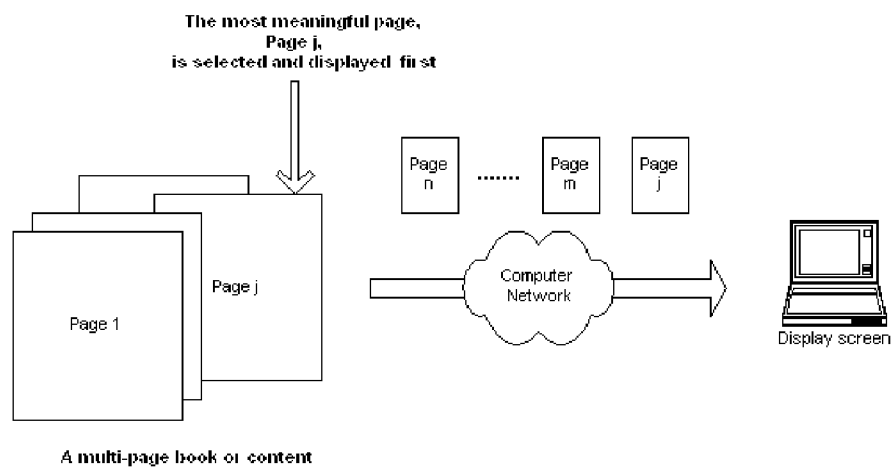 The most meaningful page,
Page j,
is selected and displayed first
Page
n
.......
Page
m
Page
j
Computer
Network
Page j
Page 1
Display screen
A multi-page book or content